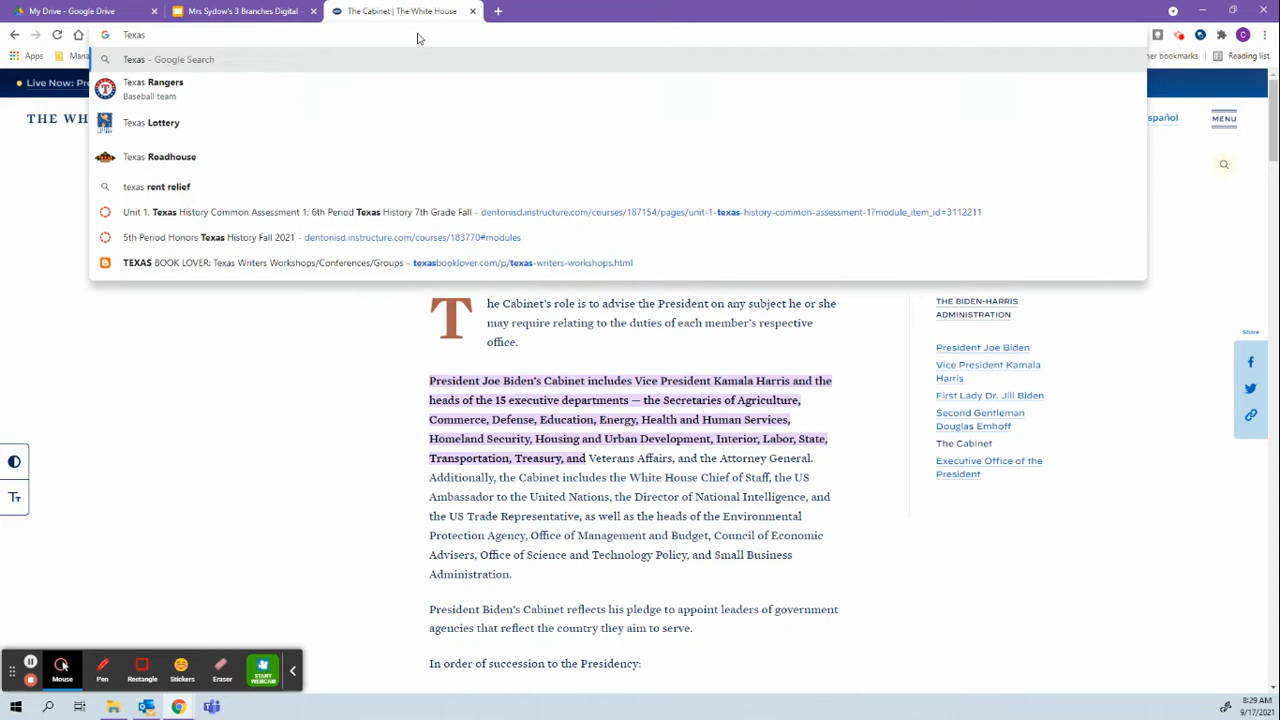 My Drive - Google Drive
Mrs Sydow's 3 Branches Digital -
The Cabinet | The White House
Texas
C
Apps
Mana
her bookmarks
Reading list
Texas - Google Search
Texas Rangers
Baseball team
Texas Lottery
Texas Roadhouse
texas rent relief
Unit 1. Texas History Common Assessment 1: 6th Period Texas History 7th Grade Fall - dentonisd.instructure.com/courses/187154/pages/unit-1-texas-history-common-assessment-1?module_item_id=3112211
5th Period Honors Texas History Fall 2021 - dentonisd.instructure.com/courses/183770#modules
TEXAS BOOK LOVER: Texas Writers Workshops/Conferences/Groups - texasbooklover.com/p/texas-writers-workshops.html
Live Now: Pre
THE WH
spañol
MENU
The Cabinet's role is to advise the President on any subject he or she
may require relating to the duties of each member's respective
office.
President Joe Biden's Cabinet includes Vice President Kamala Harris and the
heads of the 15 executive departments — the Secretaries of Agriculture,
Commerce, Defense, Education, Energy, Health and Human Services,
Homeland Security, Housing and Urban Development, Interior, Labor, State,
Transportation, Treasury, and Veterans Affairs, and the Attorney General.
Additionally, the Cabinet includes the White House Chief of Staff, the US
Ambassador to the United Nations, the Director of National Intelligence, and
the US Trade Representative, as well as the heads of the Environmental
Protection Agency, Office of Management and Budget, Council of Economic
Advisers, Office of Science and Technology Policy, and Small Business
Administration.
President Biden's Cabinet reflects his pledge to appoint leaders of government
agencies that reflect the country they aim to serve.
In order of succession to the Presidency:
THE BIDEN-HARRIS
ADMINISTRATION
President Joe Biden
Vice President Kamala
Harris
First Lady Dr. Jill Biden
Second Gentleman
Douglas Emhoff
The Cabinet
Executive Office of the
President
Share
Tт
Mouse
Pen
Rectangle
Stickers
Eraser
START
WEBCAM
8:29 AM
9/17/2021